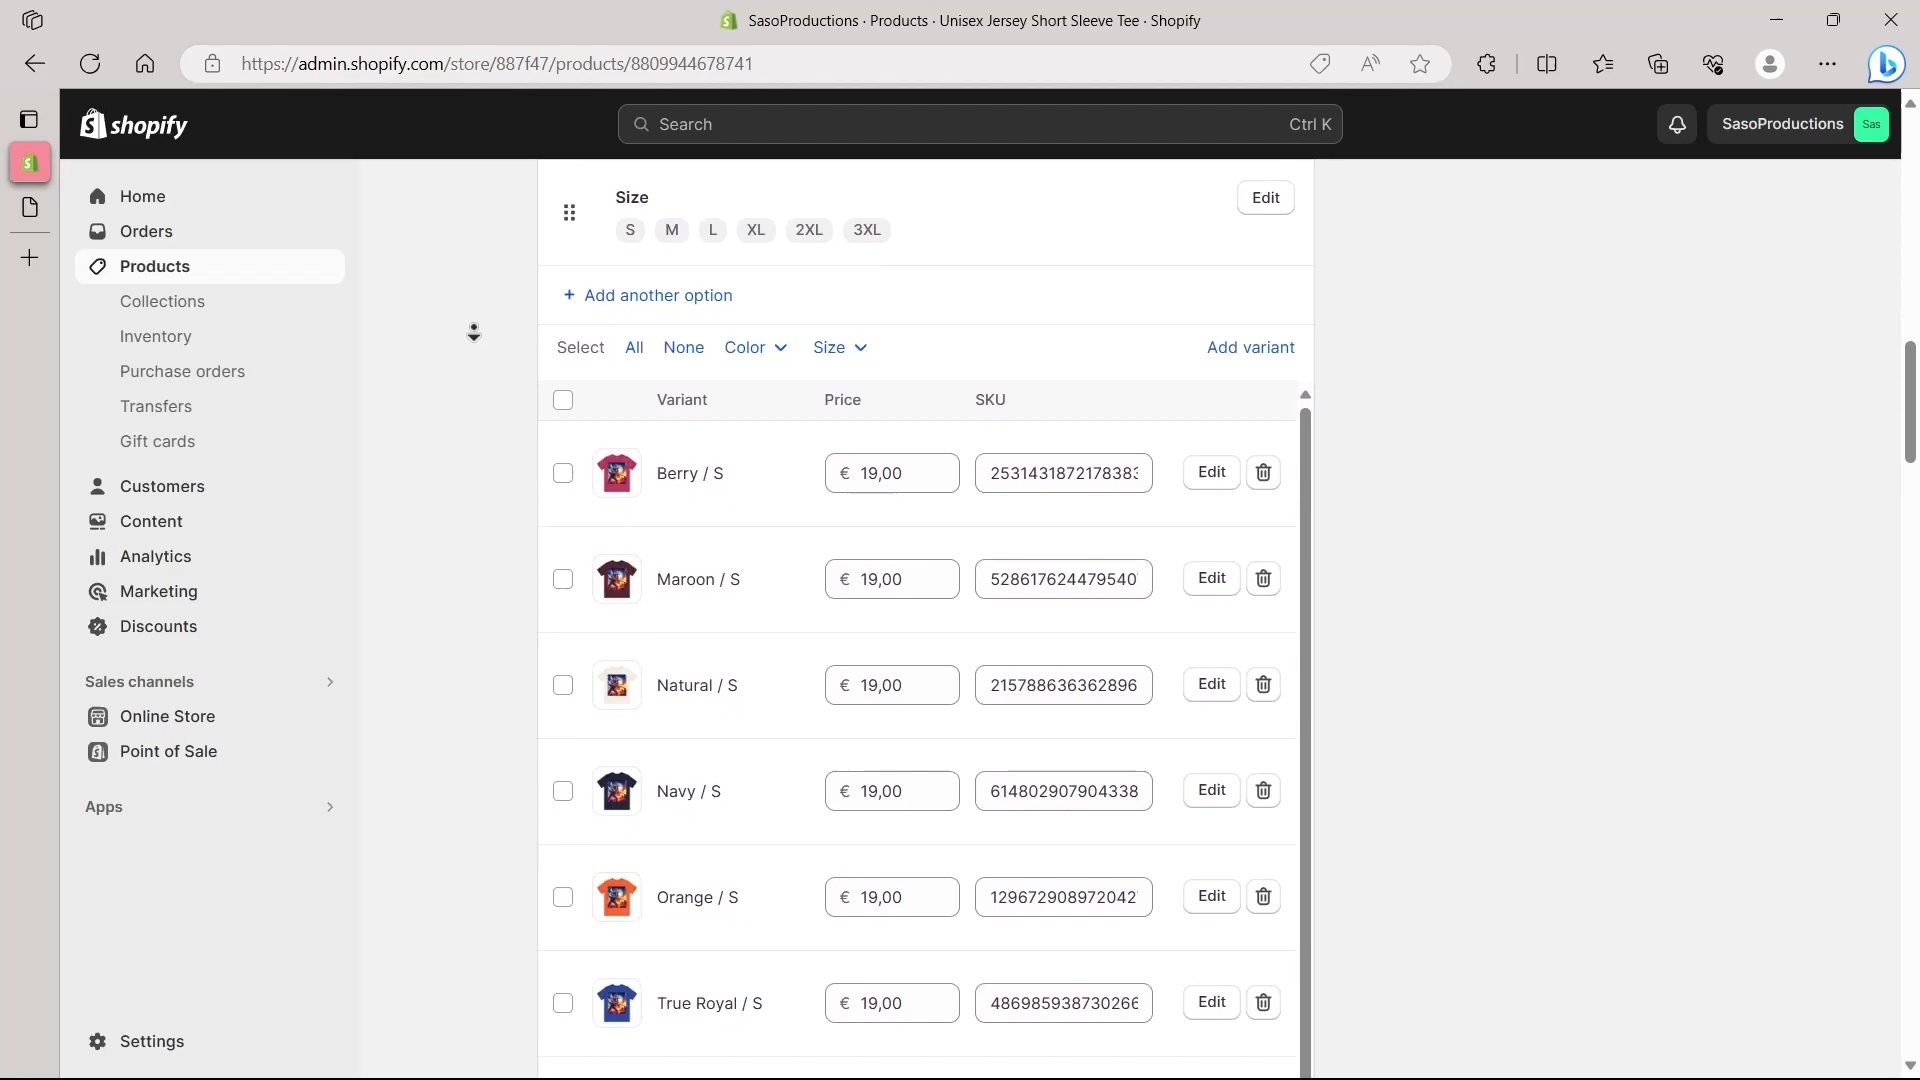 SasoProductions · Products · Unisex Jersey Short Sleeve Tee · Shopify
https://admin.shopify.com/store/887f47/products/8809944678741
shopify
Search
Ctrl K
SasoProductions
Sas
Home
Orders
Products
Collections
Inventory
Purchase orders
Transfers
Gift cards
Customers
Content
Analytics
Marketing
Discounts
Sales channels
Online Store
Point of Sale
Apps
Settings
Size
Edit
S M L XL 2XL 3XL
+ Add another option
Select All None Color Size Add variant
Variant Price SKU
Berry / S € 19,00 2531431872178383 Edit
Maroon / S € 19,00 528617624479540 Edit
Natural / S € 19,00 215788636362896 Edit
Navy / S € 19,00 614802907904338 Edit
Orange / S € 19,00 129672908972042 Edit
True Royal / S € 19,00 486985938730266 Edit